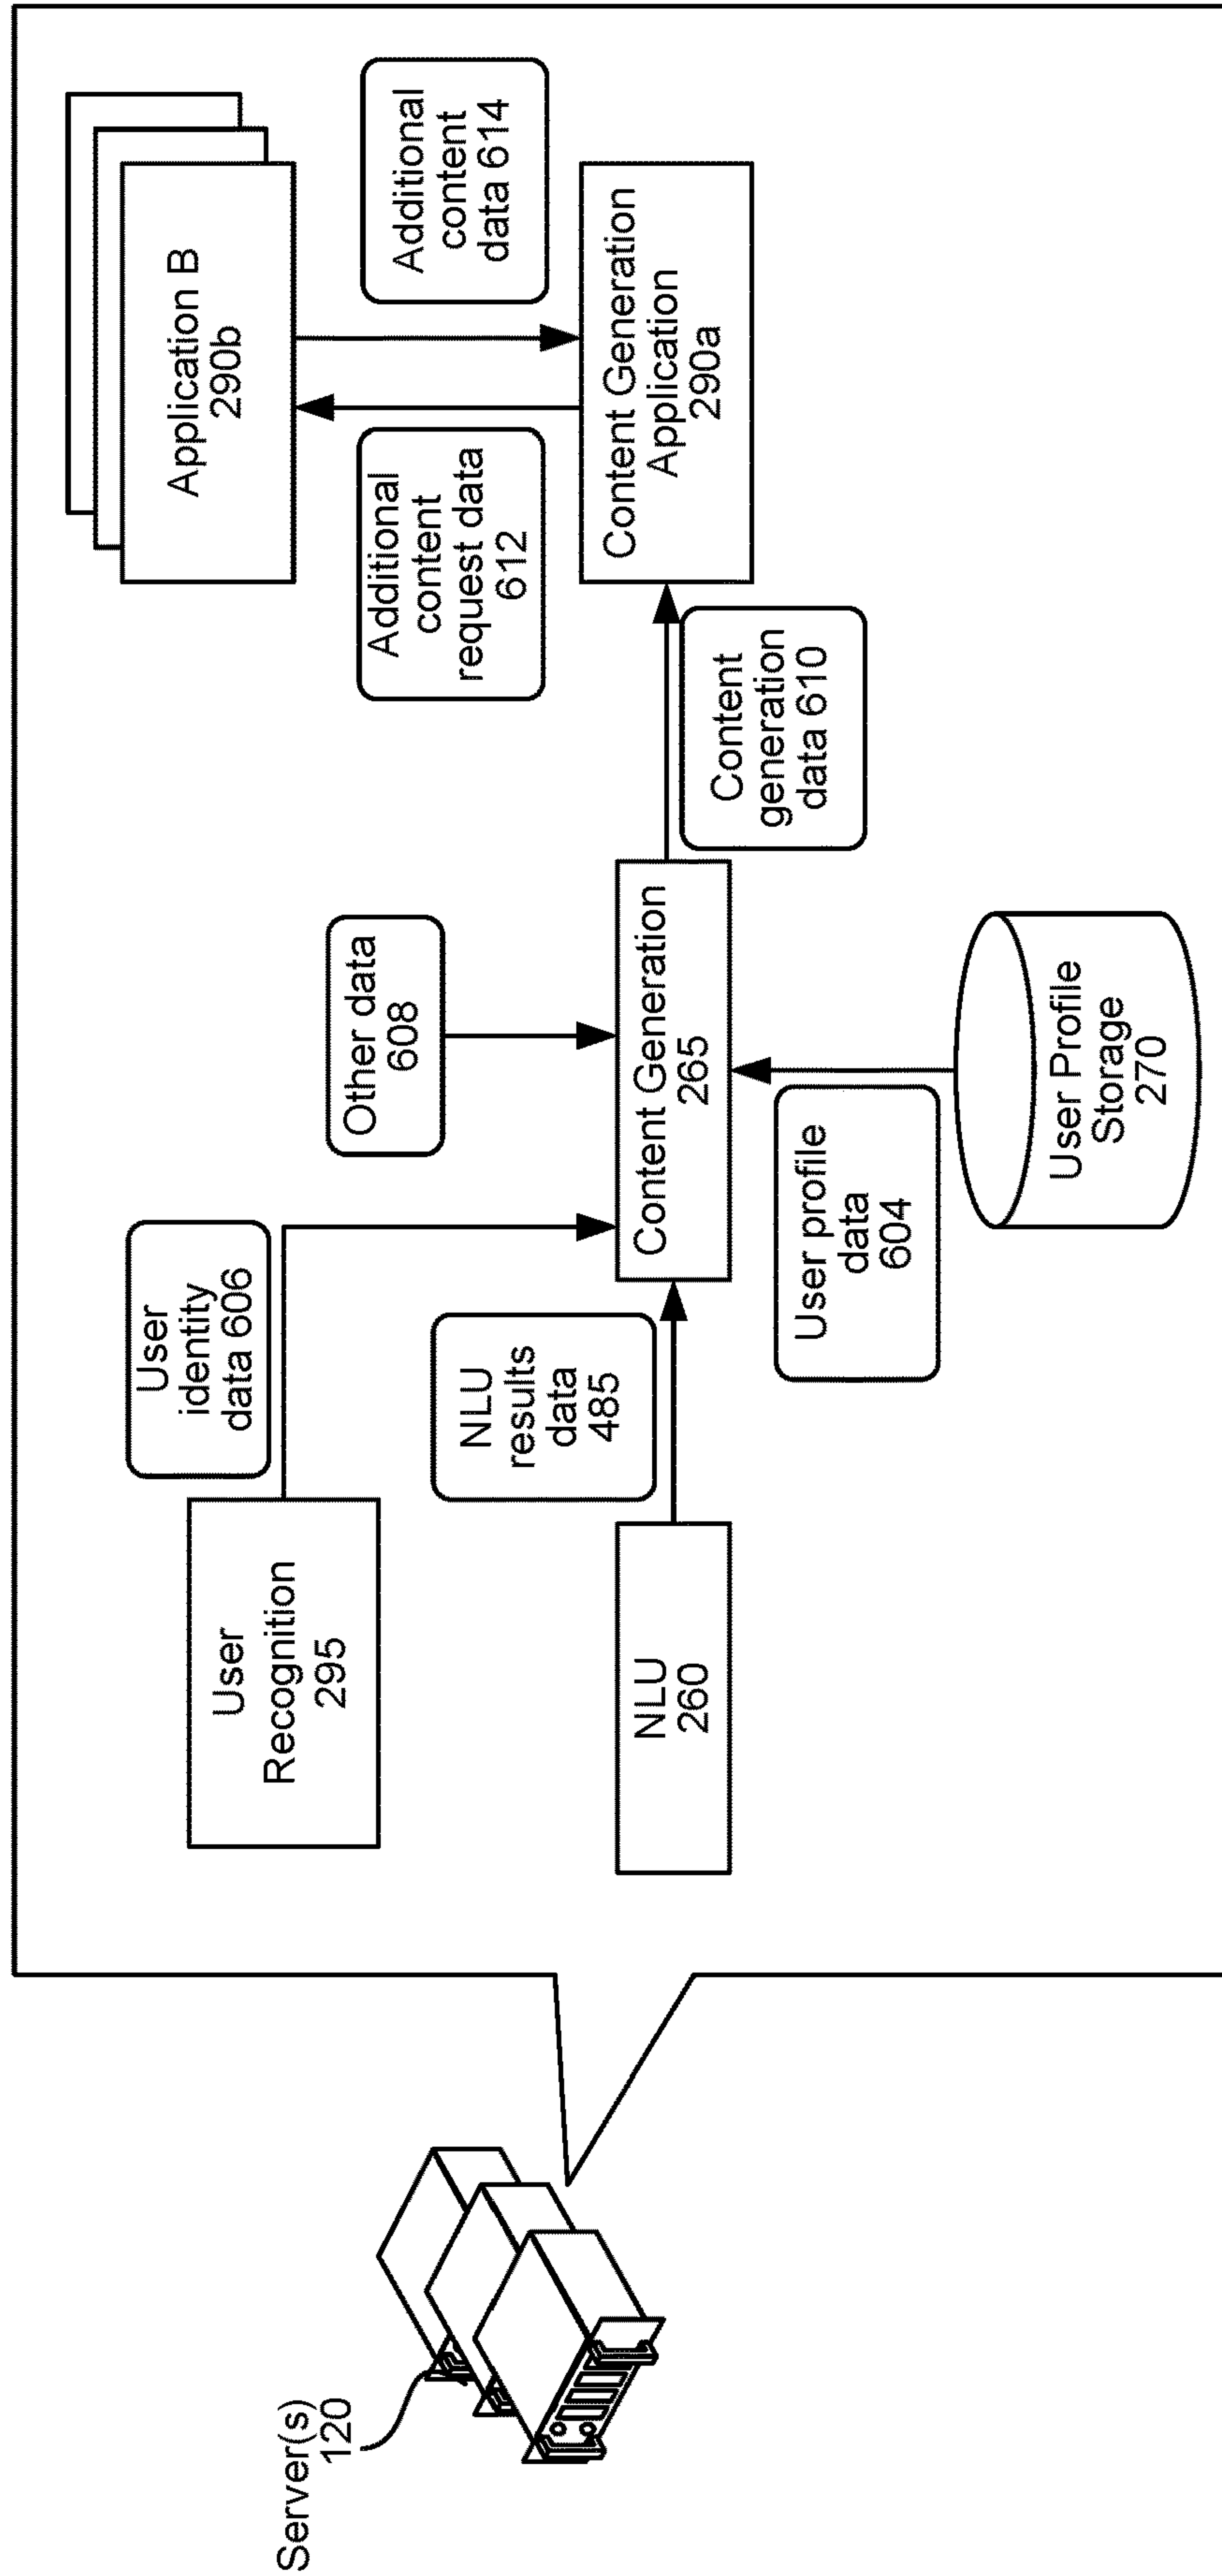 Server(s)
120
User
Recognition
295
User
identity
data 606
NLU
260
NLU
results
data
485
Other data
608
Content Generation
265
User profile
data
604
User Profile
Storage
270
Content
generation
data 610
Application B
290b
Additional
content
request data
612
Additional
content
data 614
Content Generation
Application
290a